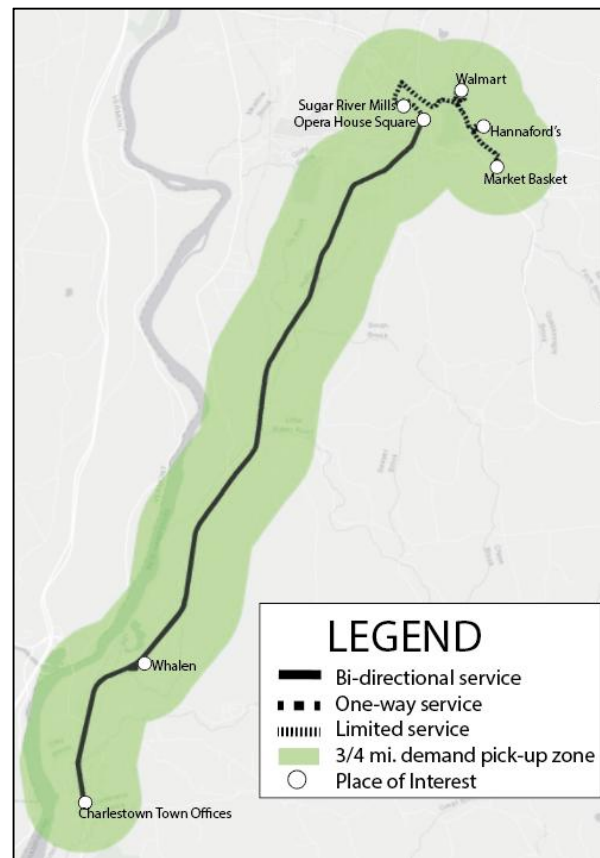 Walmart
Sugar River Mills
Opera House Square
Hannaford's
Market Basket
Whalen
Charlestown Town Offices
LEGEND
Bi-directional service
One-way service
Limited service
3/4 mi. demand pick-up zone
Place of Interest